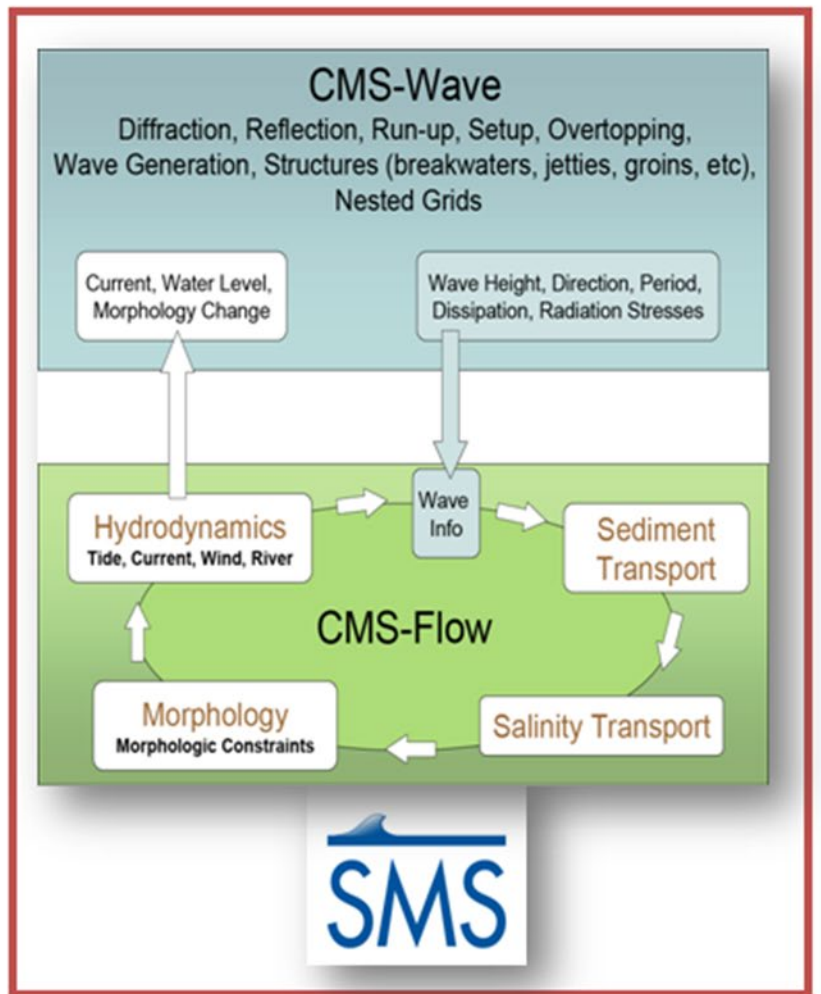 CMS-Wave
Diffraction, Reflection, Run-up, Setup, Overtopping,
Wave Generation, Structures (breakwaters, jetties, groins, etc),
Nested Grids
Current, Water Level,
Morphology Change
Wave Height, Direction, Period,
Dissipation, Radiation Stresses
Hydrodynamics
Tide, Current, Wind, River
Wave
Info
Sediment
Transport
CMS-Flow
Morphology
Morphologic Constraints
Salinity Transport
SMS